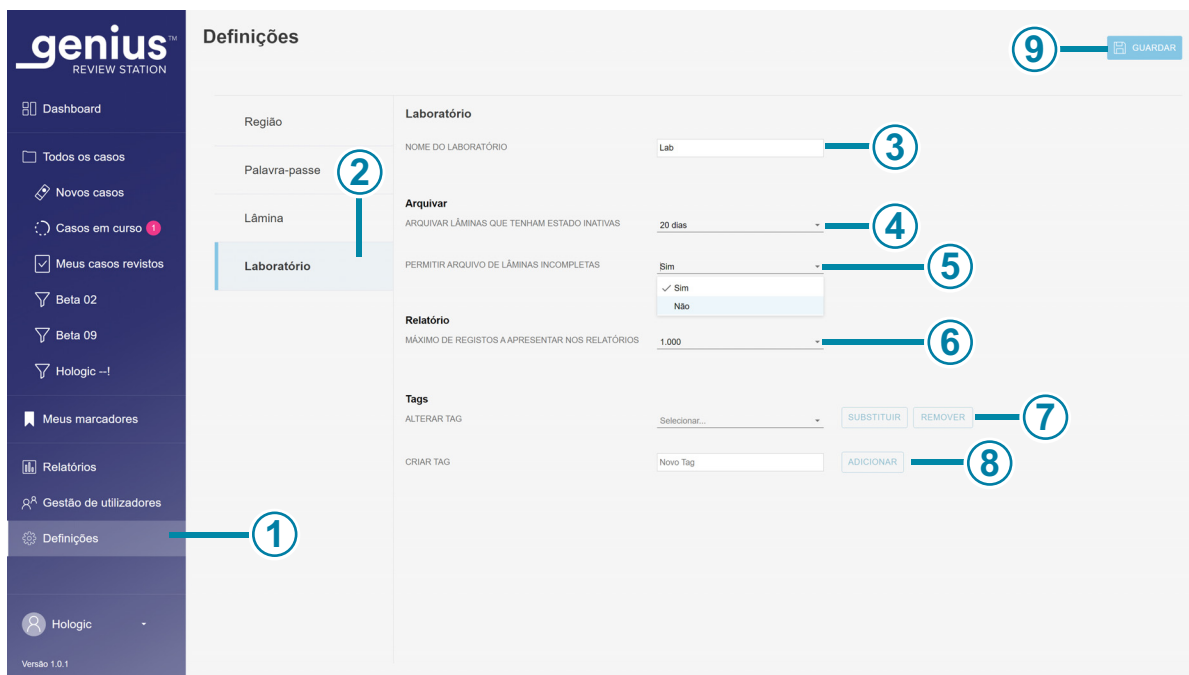 genius™
REVIEW STATION
Dashboard
Todos os casos
Novos casos
Casos em curso 1
Meus casos revistos
Beta 02
Beta 09
Hologic --!
Meus marcadores
Relatórios
Gestão de utilizadores
Definições
1
Hologic
Versão 1.0.1
Definições
9
GUARDAR
Região
Palavra-passe
2
Lâmina
Laboratório
Laboratório
NOME DO LABORATÓRIO
Lab
3
Arquivar
ARQUIVAR LÂMINAS QUE TENHAM ESTADO INATIVAS
20 dias
4
PERMITIR ARQUIVO DE LÂMINAS INCOMPLETAS
Sim
5
Sim
Não
Relatório
MÁXIMO DE REGISTOS A APRESENTAR NOS RELATÓRIOS
1.000
6
Tags
ALTERAR TAG
Selecionar...
SUBSTITUIR
REMOVER
7
CRIAR TAG
Novo Tag
ADICIONAR
8